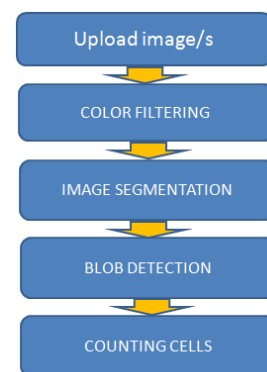 Upload image/s
COLOR FILTERING
IMAGE SEGMENTATION
BLOB DETECTION
COUNTING CELLS